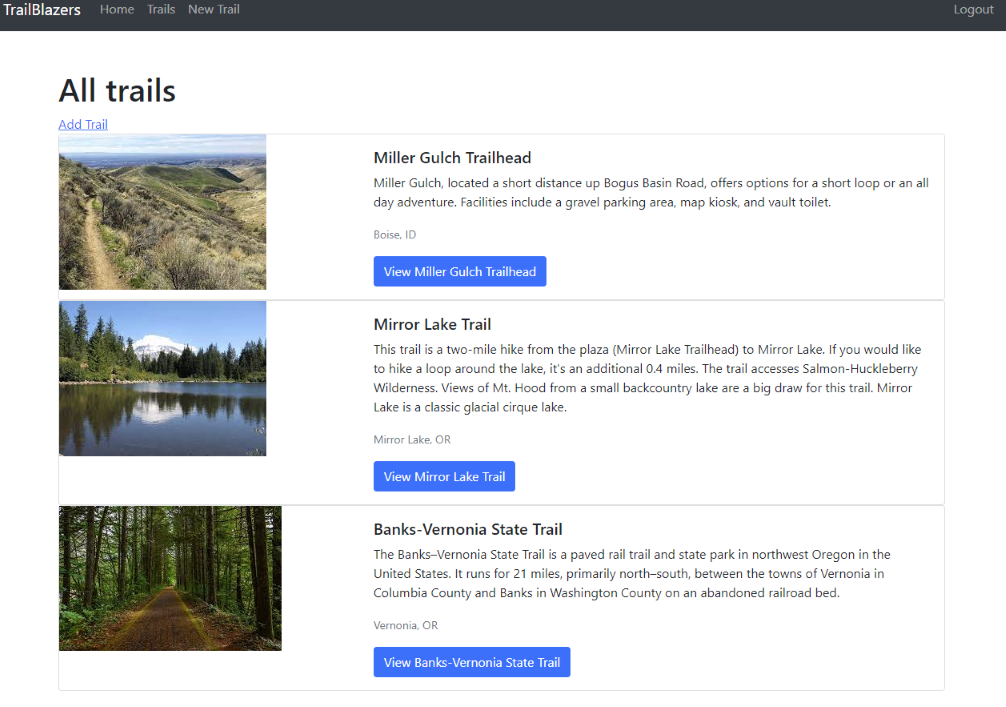 TrailBlazers Home Trails New Trail Logout
All trails
Add Trail
Miller Gulch Trailhead
Miller Gulch, located a short distance up Bogus Basin Road, offers options for a short loop or an all
day adventure. Facilities include a gravel parking area, map kiosk, and vault toilet.
Boise, ID
View Miller Gulch Trailhead
Mirror Lake Trail
This trail is a two-mile hike from the plaza (Mirror Lake Trailhead) to Mirror Lake. If you would like
to hike a loop around the lake, it's an additional 0.4 miles. The trail accesses Salmon-Huckleberry
Wilderness. Views of Mt. Hood from a small backcountry lake are a big draw for this trail. Mirror
Lake is a classic glacial cirque lake.
Mirror Lake, OR
View Mirror Lake Trail
Banks-Vernonia State Trail
The Banks–Vernonia State Trail is a paved rail trail and state park in northwest Oregon in the
United States. It runs for 21 miles, primarily north–south, between the towns of Vernonia in
Columbia County and Banks in Washington County on an abandoned railroad bed.
Vernonia, OR
View Banks-Vernonia State Trail